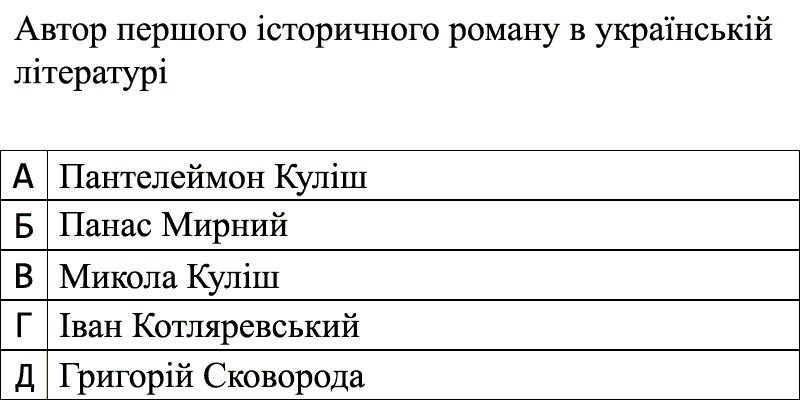 Автор першого історичного роману в українській
літературі
А Пантелеймон Куліш
Б Панас Мирний
В Микола Куліш
Г Іван Котляревський
Д Григорій Сковорода